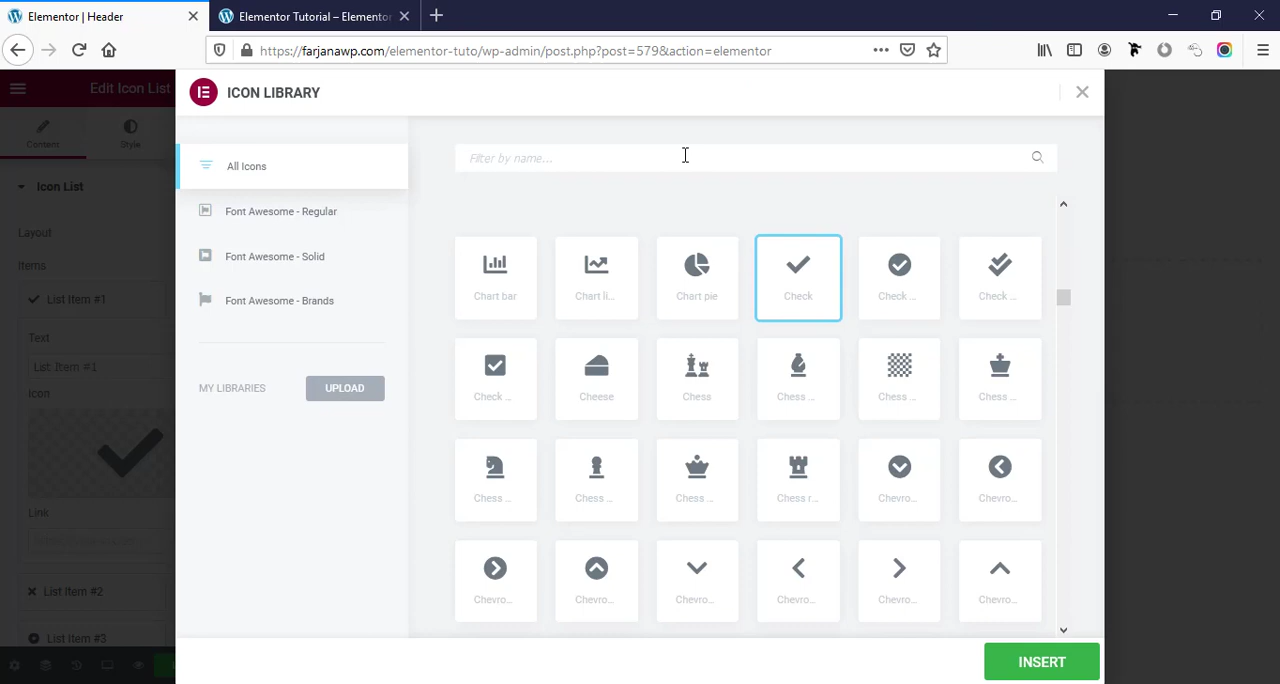 Elementor | Header
Elementor Tutorial – Elementor
https://farjanawp.com/elementor-tuto/wp-admin/post.php?post=579&action=elementor
Edit Icon List
ICON LIBRARY
Content
Style
All Icons
Filter by name...
Icon List
Font Awesome - Regular
Layout
Font Awesome - Solid
Items
Chart bar
Chart li...
Chart pie
Check
Check ...
Check ...
List Item #1
Font Awesome - Brands
Text
List Item #1
MY LIBRARIES
UPLOAD
Icon
Check ...
Cheese
Chess
Chess ...
Chess ...
Chess ...
Chess ...
Chess ...
Chess ...
Chess r...
Chevro...
Chevro...
Link
List Item #2
Chevro...
Chevro...
Chevro...
Chevro...
Chevro...
Chevro...
List Item #3
INSERT